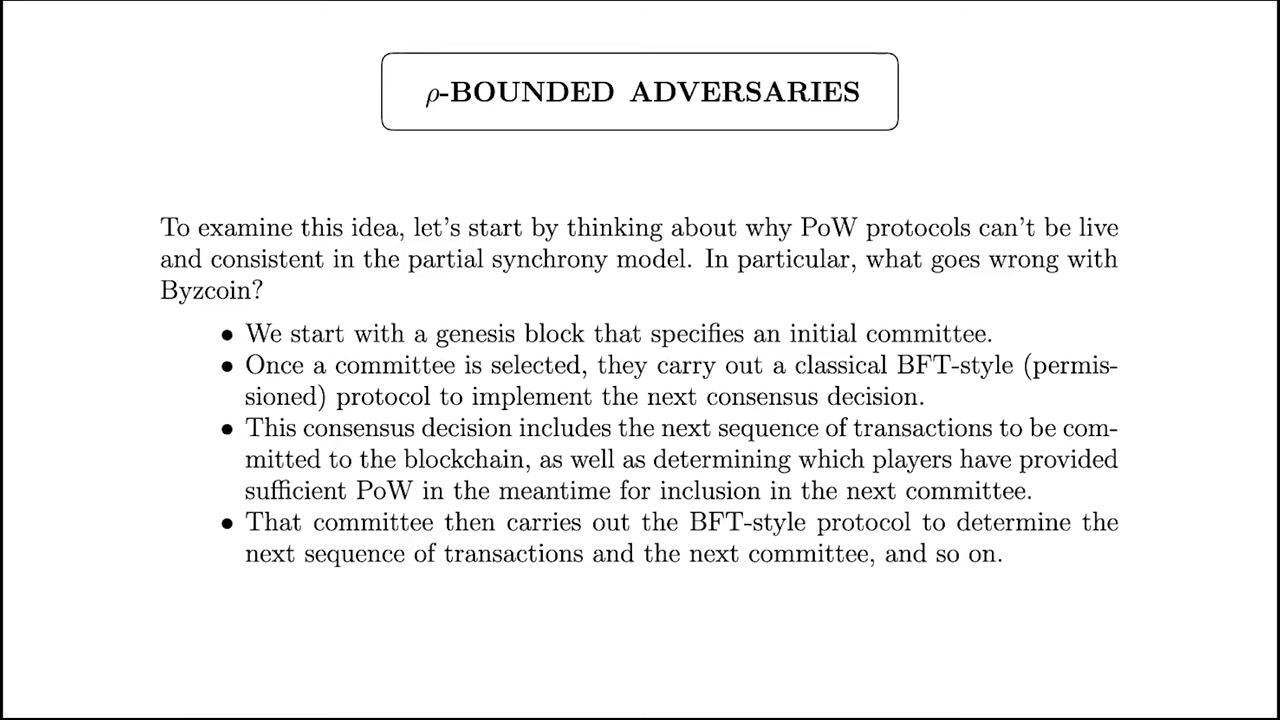 ρ-BOUNDED ADVERSARIES
To examine this idea, let's start by thinking about why PoW protocols can't be live
and consistent in the partial synchrony model. In particular, what goes wrong with
Byzcoin?
• We start with a genesis block that specifies an initial committee.
• Once a committee is selected, they carry out a classical BFT-style (permis-
sioned) protocol to implement the next consensus decision.
• This consensus decision includes the next sequence of transactions to be com-
mitted to the blockchain, as well as determining which players have provided
sufficient PoW in the meantime for inclusion in the next committee.
• That committee then carries out the BFT-style protocol to determine the
next sequence of transactions and the next committee, and so on.